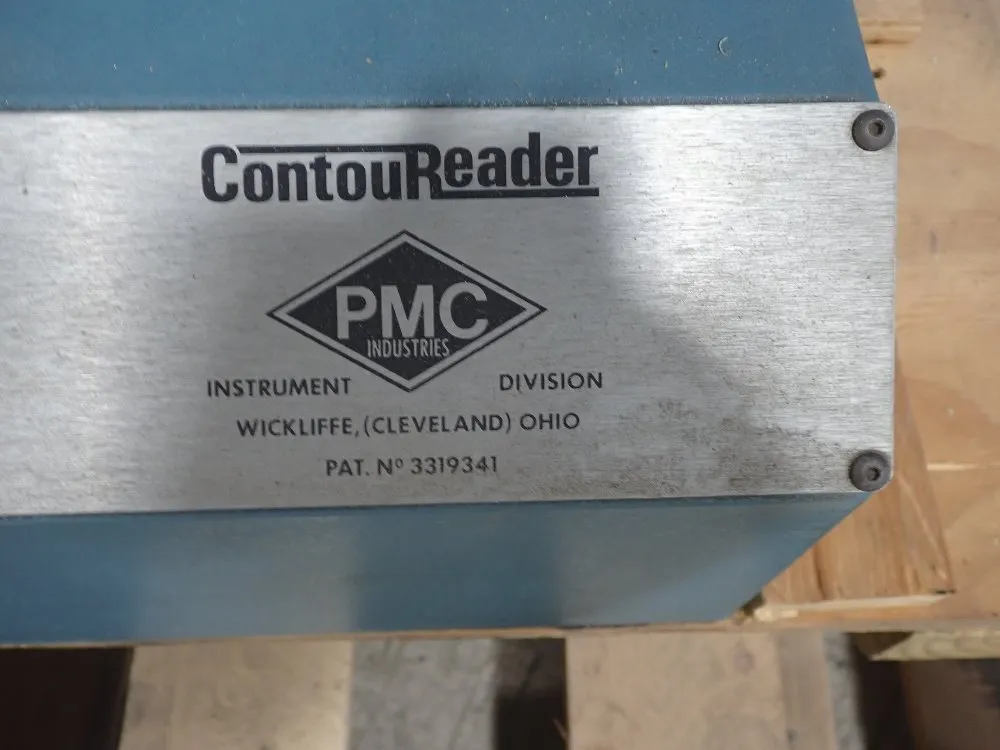 ContouReader
PMC
INDUSTRIES
INSTRUMENT DIVISION
WICKLIFFE, (CLEVELAND) OHIO
PAT. Nº 3319341